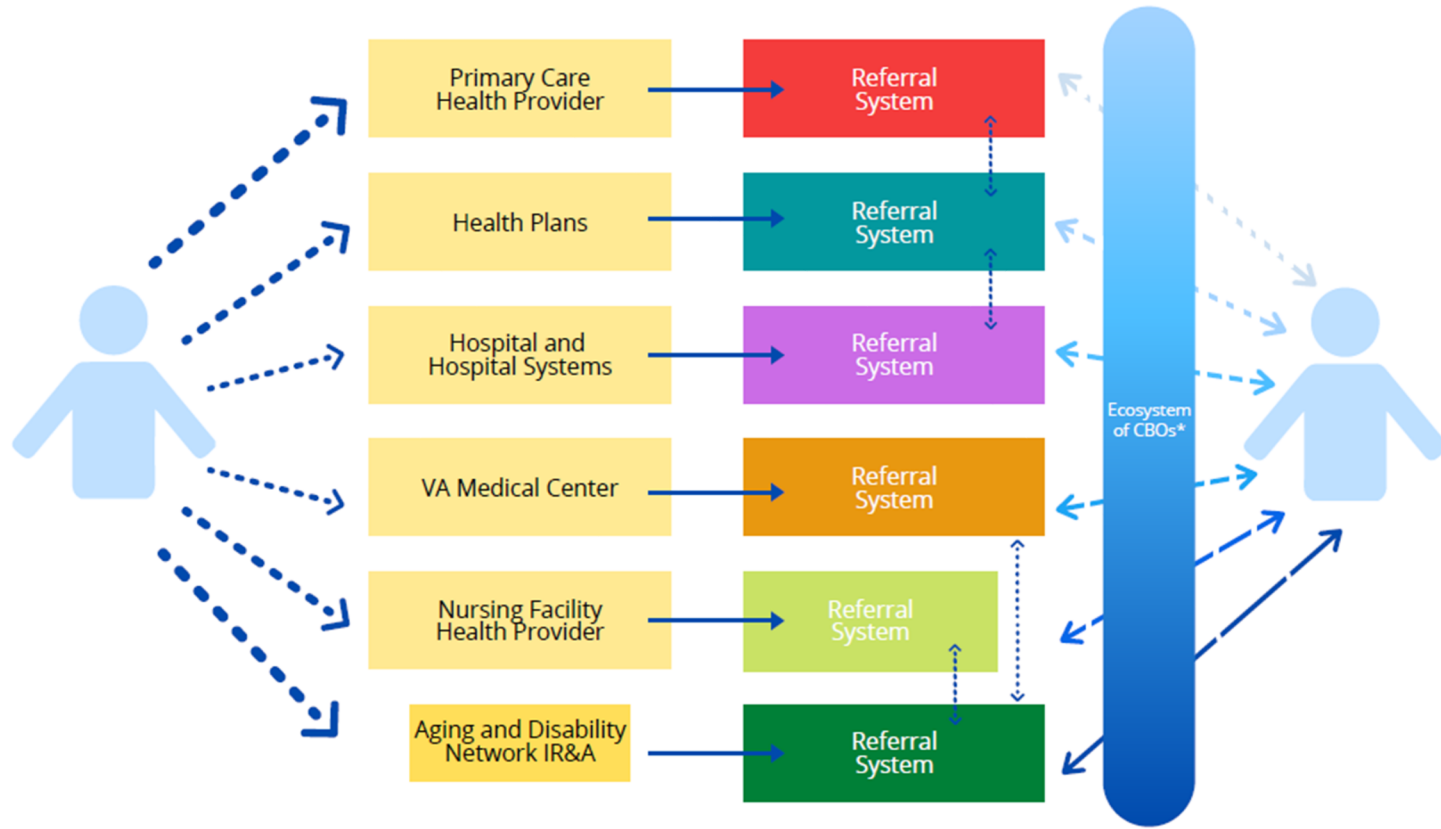 Primary Care
Health Provider
Referral
System
Health Plans
Referral
System
Hospital and
Hospital Systems
Referral
System
Ecosystem
of CBOs*
VA Medical Center
Referral
System
Nursing Facility
Health Provider
Referral
System
Aging and Disability
Network IR&A
Referral
System